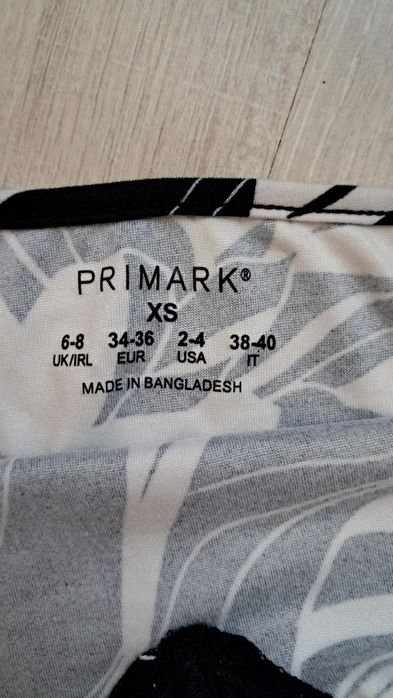 PRIMARK®
XS
6-8 34-36 2-4 38-40
UK/IRL EUR USA IT
MADE IN BANGLADESH